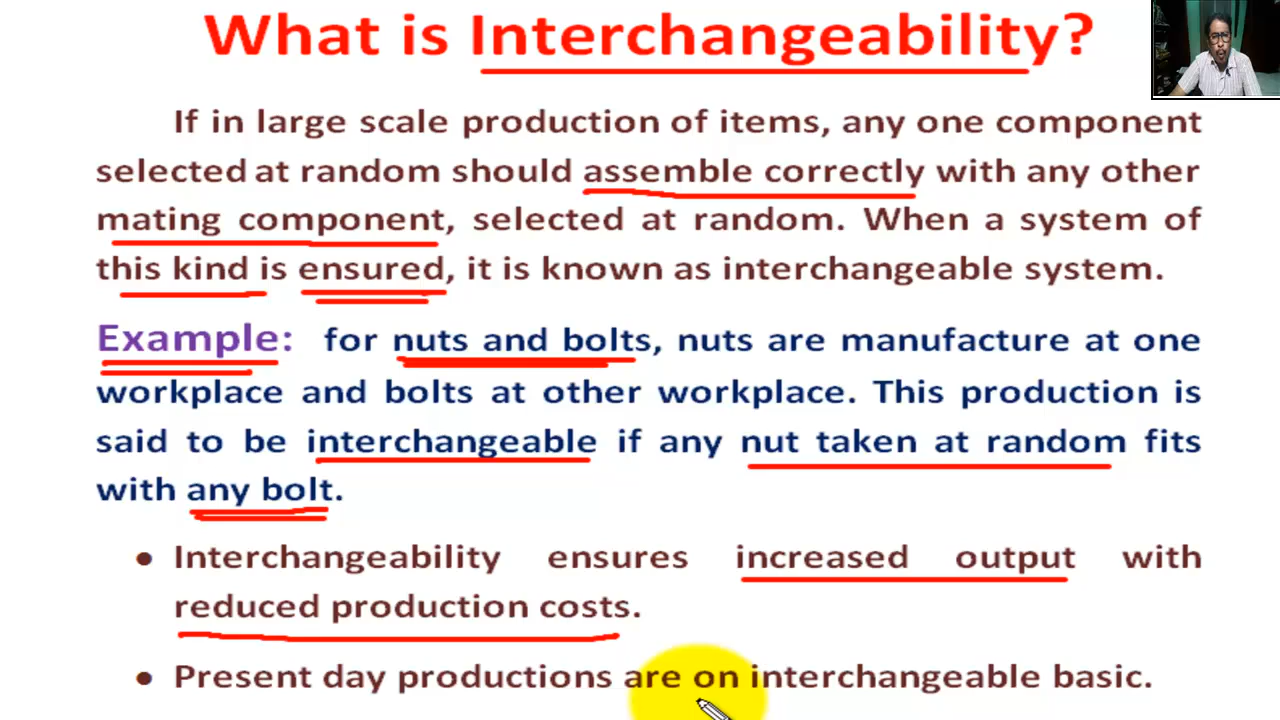 What is Interchangeability?
If in large scale production of items, any one component
selected at random should assemble correctly with any other
mating component, selected at random. When a system of
this kind is ensured, it is known as interchangeable system.
Example: for nuts and bolts, nuts are manufacture at one
workplace and bolts at other workplace. This production is
said to be interchangeable if any nut taken at random fits
with any bolt.
• Interchangeability ensures increased output with
reduced production costs.
• Present day productions are on interchangeable basic.